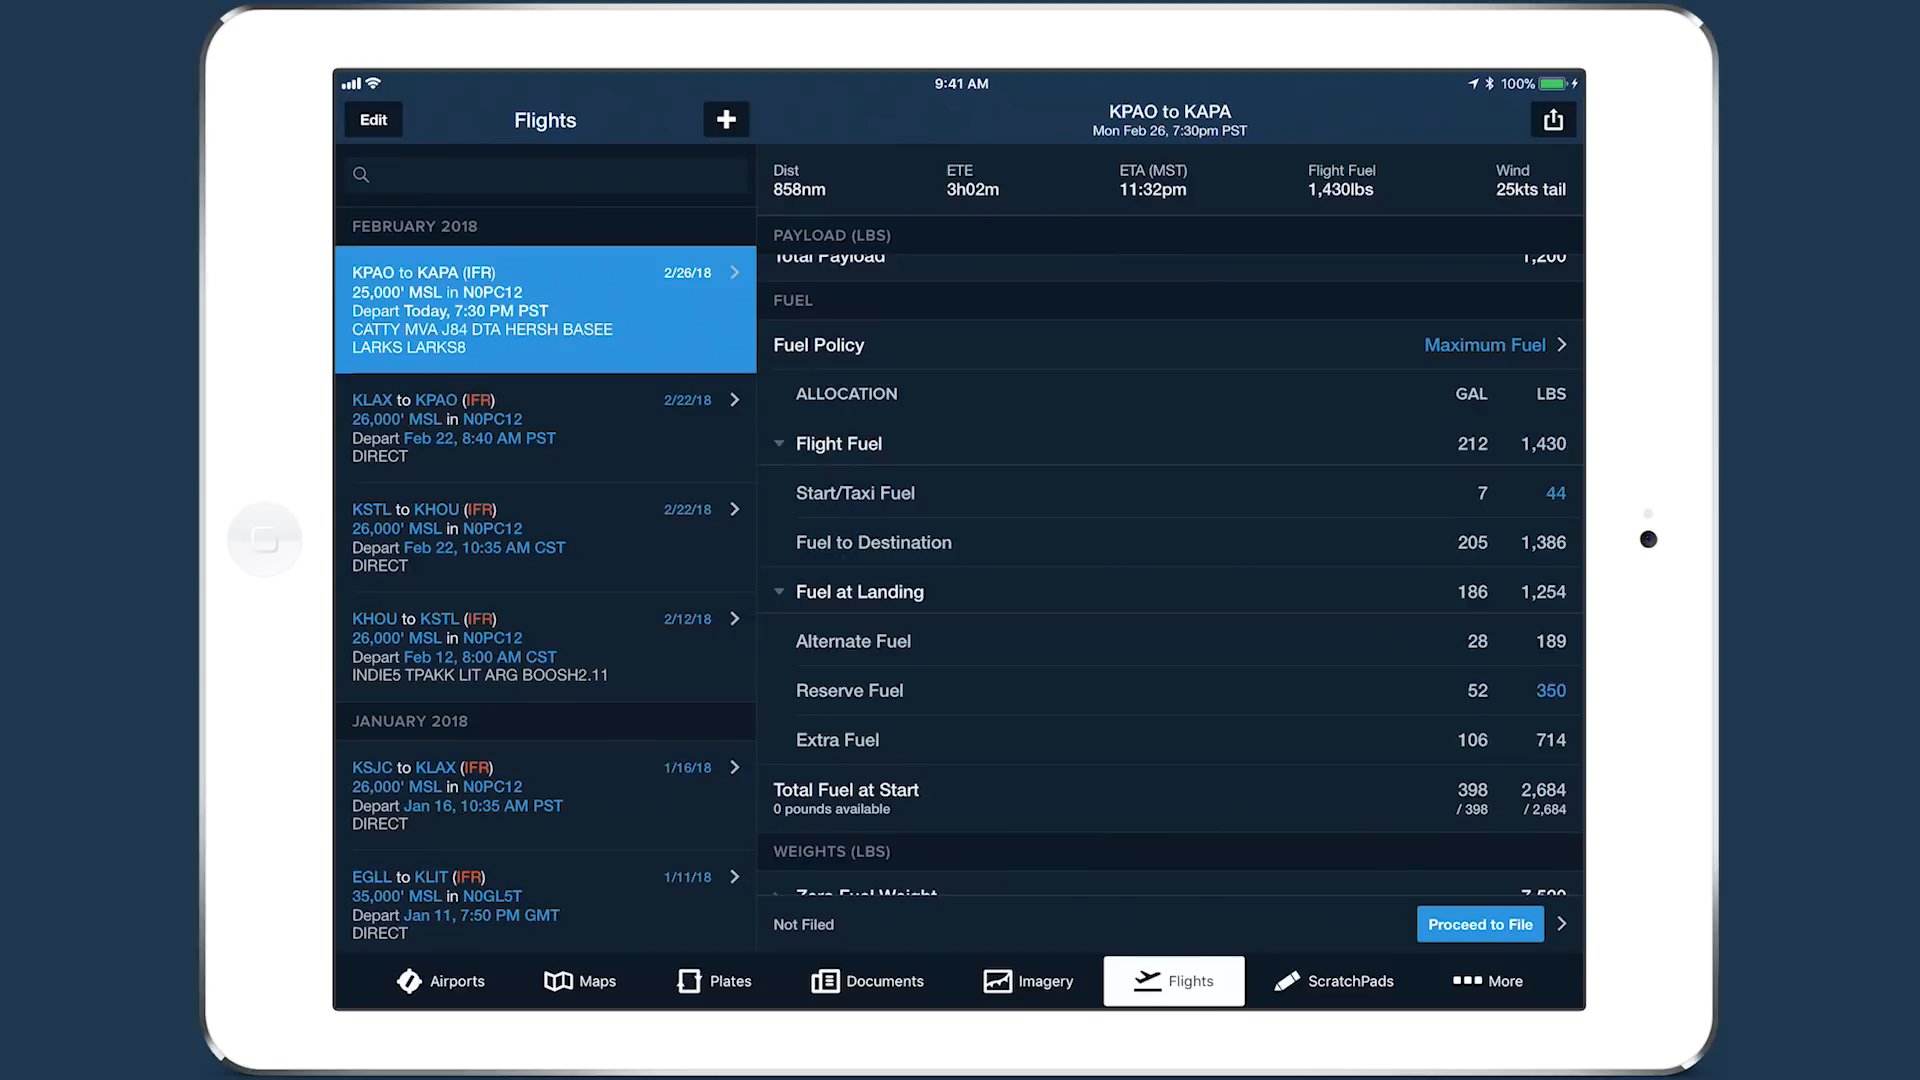 9:41 AM
100%
Edit
Flights
KPAO to KAPA
Mon Feb 26, 7:30pm PST
Dist
858nm
ETE
3h02m
ETA (MST)
11:32pm
Flight Fuel
1,430lbs
Wind
25kts tail
FEBRUARY 2018
KPAO to KAPA (IFR)
2/26/18
25,000' MSL in N0PC12
Depart Today, 7:30 PM PST
CATTY MVA J84 DTA HERSH BASEE
LARKS LARKS8
KLAX to KPAO (IFR)
2/22/18
26,000' MSL in N0PC12
Depart Feb 22, 8:40 AM PST
DIRECT
KSTL to KHOU (IFR)
2/22/18
26,000' MSL in N0PC12
Depart Feb 22, 10:35 AM CST
DIRECT
KHOU to KSTL (IFR)
2/12/18
26,000' MSL in N0PC12
Depart Feb 12, 8:00 AM CST
INDIE5 TPAKK LIT ARG BOOSH2.11
JANUARY 2018
KSJC to KLAX (IFR)
1/16/18
26,000' MSL in N0PC12
Depart Jan 16, 10:35 AM PST
DIRECT
EGLL to KLIT (IFR)
1/11/18
35,000' MSL in N0GL5T
Depart Jan 11, 7:50 PM GMT
DIRECT
PAYLOAD (LBS)
Total Payload 1,200
FUEL
Fuel Policy Maximum Fuel
ALLOCATION GAL LBS
Flight Fuel 212 1,430
Start/Taxi Fuel 7 44
Fuel to Destination 205 1,386
Fuel at Landing 186 1,254
Alternate Fuel 28 189
Reserve Fuel 52 350
Extra Fuel 106 714
Total Fuel at Start 398 2,684
0 pounds available / 398 / 2,684
WEIGHTS (LBS)
Zero Fuel Weight
Not Filed
Proceed to File
Airports
Maps
Plates
Documents
Imagery
Flights
ScratchPads
More